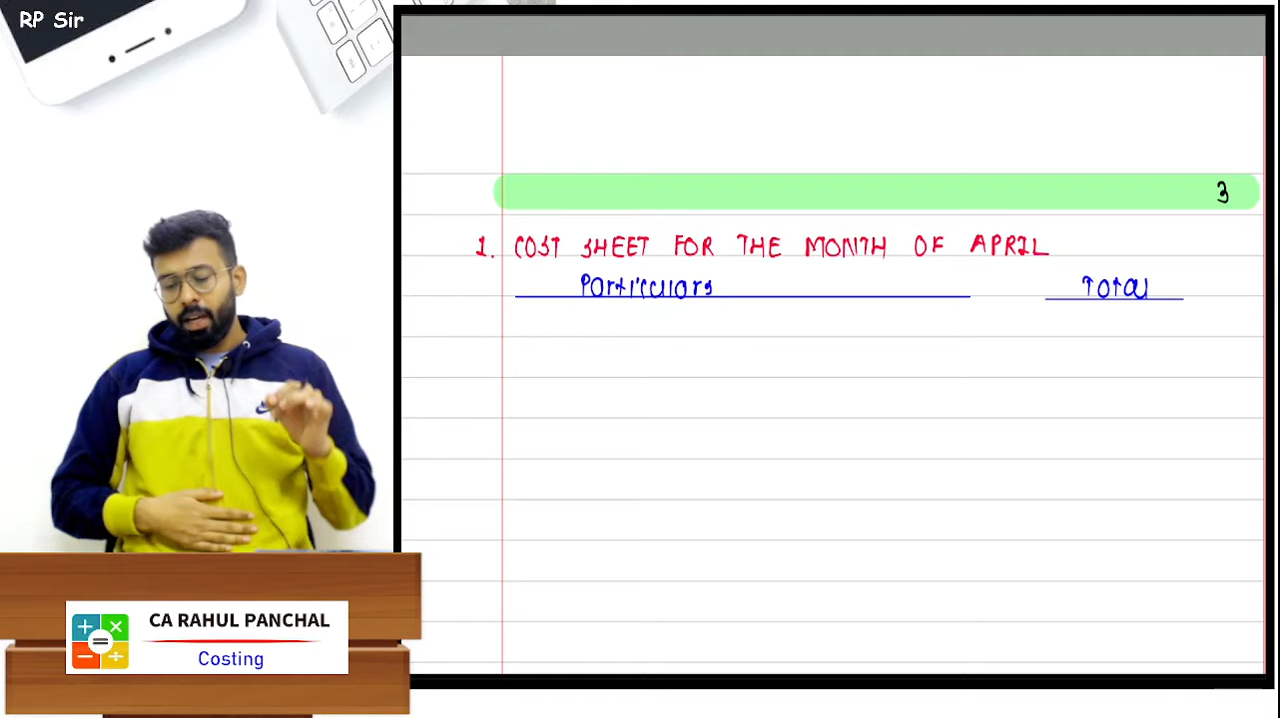 RP Sir
3
1. COST SHEET FOR THE MONTH OF APRIL
Particulars Total
CA RAHUL PANCHAL
Costing